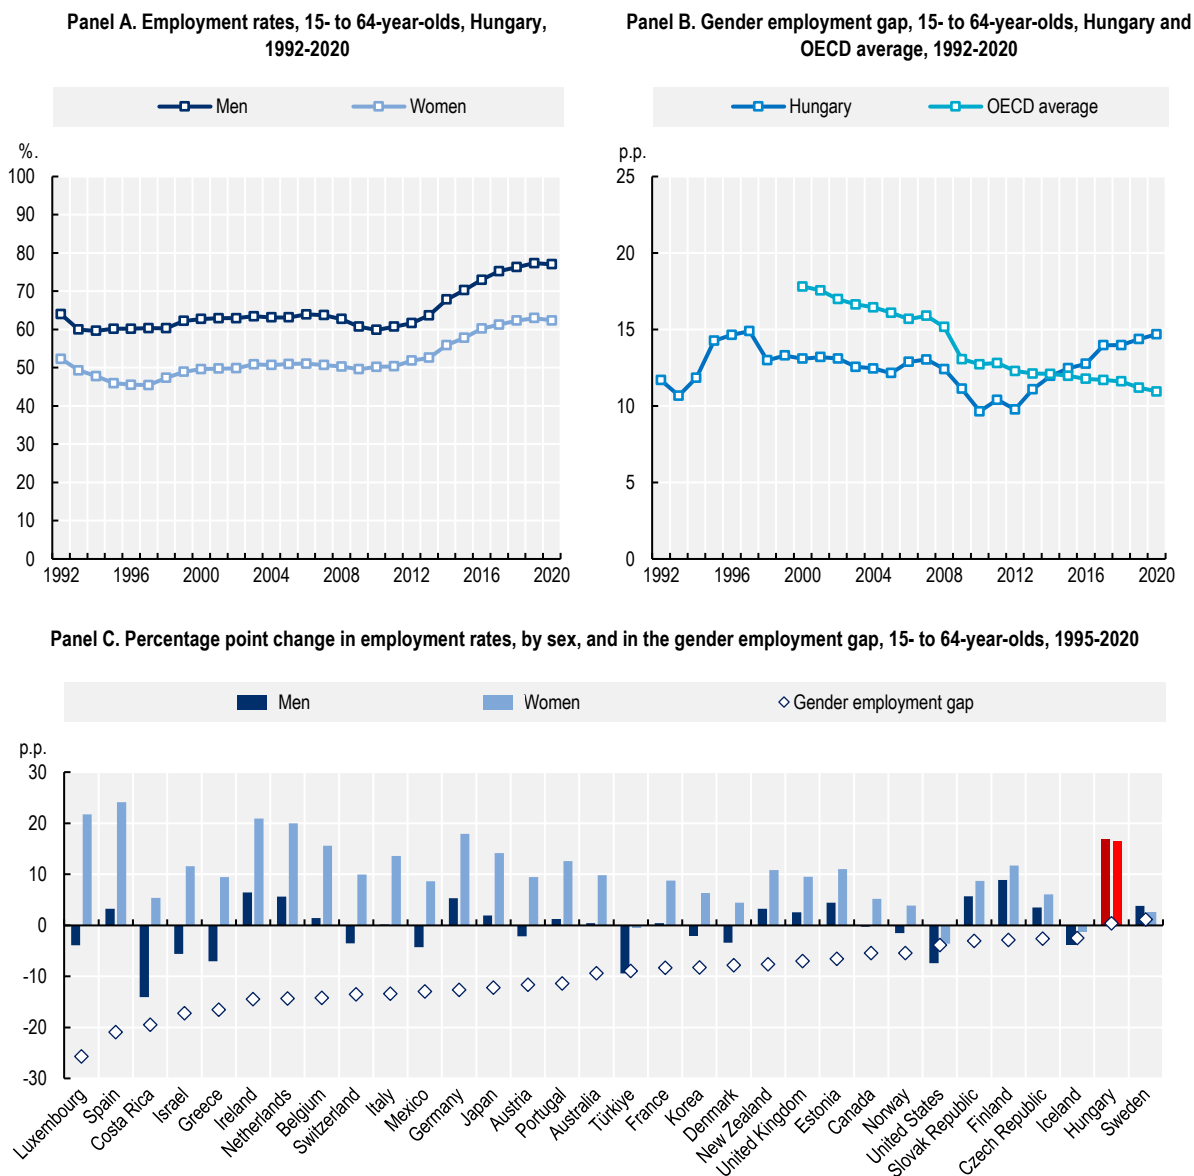 Panel A. Employment rates, 15- to 64-year-olds, Hungary,
1992-2020
Men
Women
%.
100
90
80
70
60
50
40
30
20
10
0
1992
1996
2000
2004
2008
2012
2016
2020
Panel B. Gender employment gap, 15- to 64-year-olds, Hungary and
OECD average, 1992-2020
Hungary
OECD average
p.p.
25
20
15
10
5
0
1992
1996
2000
2004
2008
2012
2016
2020
Panel C. Percentage point change in employment rates, by sex, and in the gender employment gap, 15- to 64-year-olds, 1995-2020
Men
Women
Gender employment gap
p.p.
30
20
10
0
-10
-20
-30
Luxembourg
Spain
Costa Rica
Israel
Greece
Ireland
Netherlands
Belgium
Switzerland
Italy
Mexico
Germany
Japan
Austria
Portugal
Australia
Türkiye
France
Korea
Denmark
New Zealand
United Kingdom
Estonia
Canada
Norway
United States
Slovak Republic
Finland
Czech Republic
Iceland
Hungary
Sweden